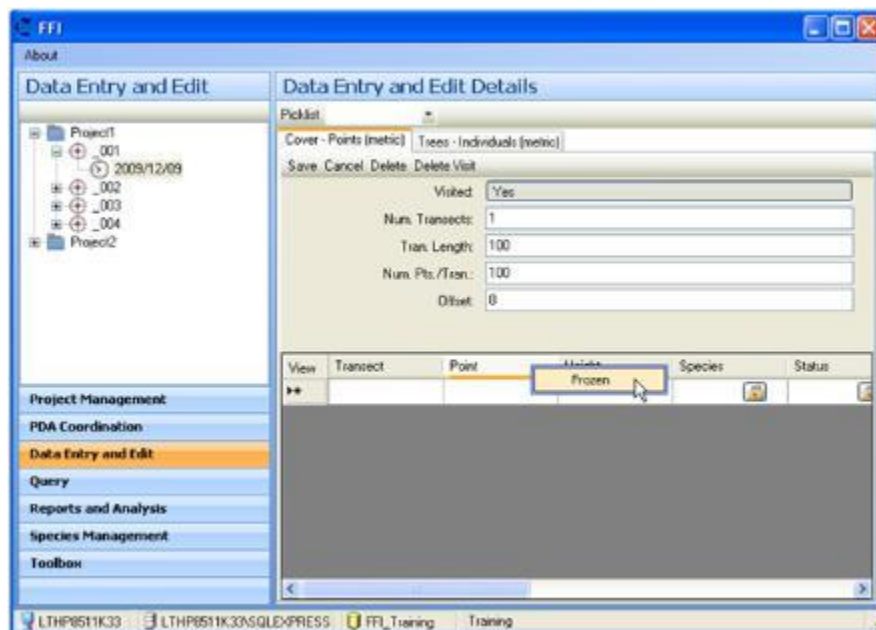 FFI
About
Data Entry and Edit
Project1
_001
2009/12/09
_002
_003
_004
Project2
Project Management
PDA Coordination
Data Entry and Edit
Query
Reports and Analysis
Species Management
Toolbox
Data Entry and Edit Details
Picklist
Cover - Points (metric) Trees - Individuals (metric)
Save Cancel Delete Delete Visit
Visited: Yes
Num. Transects: 1
Tran. Length: 100
Num. Pts./Tran.: 100
Offset: 0
View Transect Point Height Species Status
Frozen
LTHP8511K33 LTHP8511K33\SQLEXPRESS FFI_Training Training